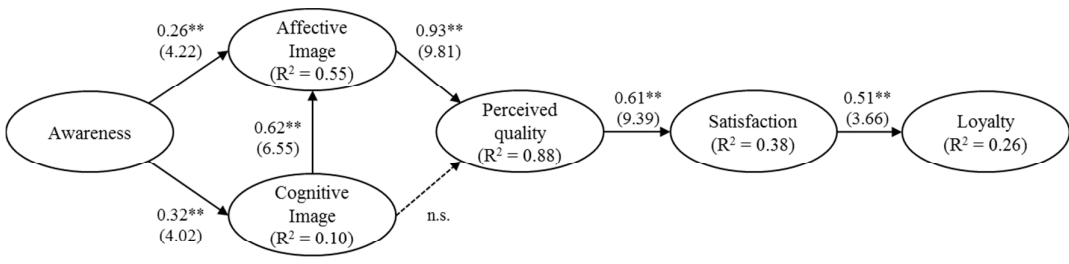 0.26**
(4.22)
Affective
Image
(R² = 0.55)
0.93**
(9.81)
Awareness
0.62**
(6.55)
Perceived
quality
(R² = 0.88)
0.61**
(9.39)
Satisfaction
(R² = 0.38)
0.51**
(3.66)
Loyalty
(R² = 0.26)
0.32**
(4.02)
Cognitive
Image
(R² = 0.10)
n.s.